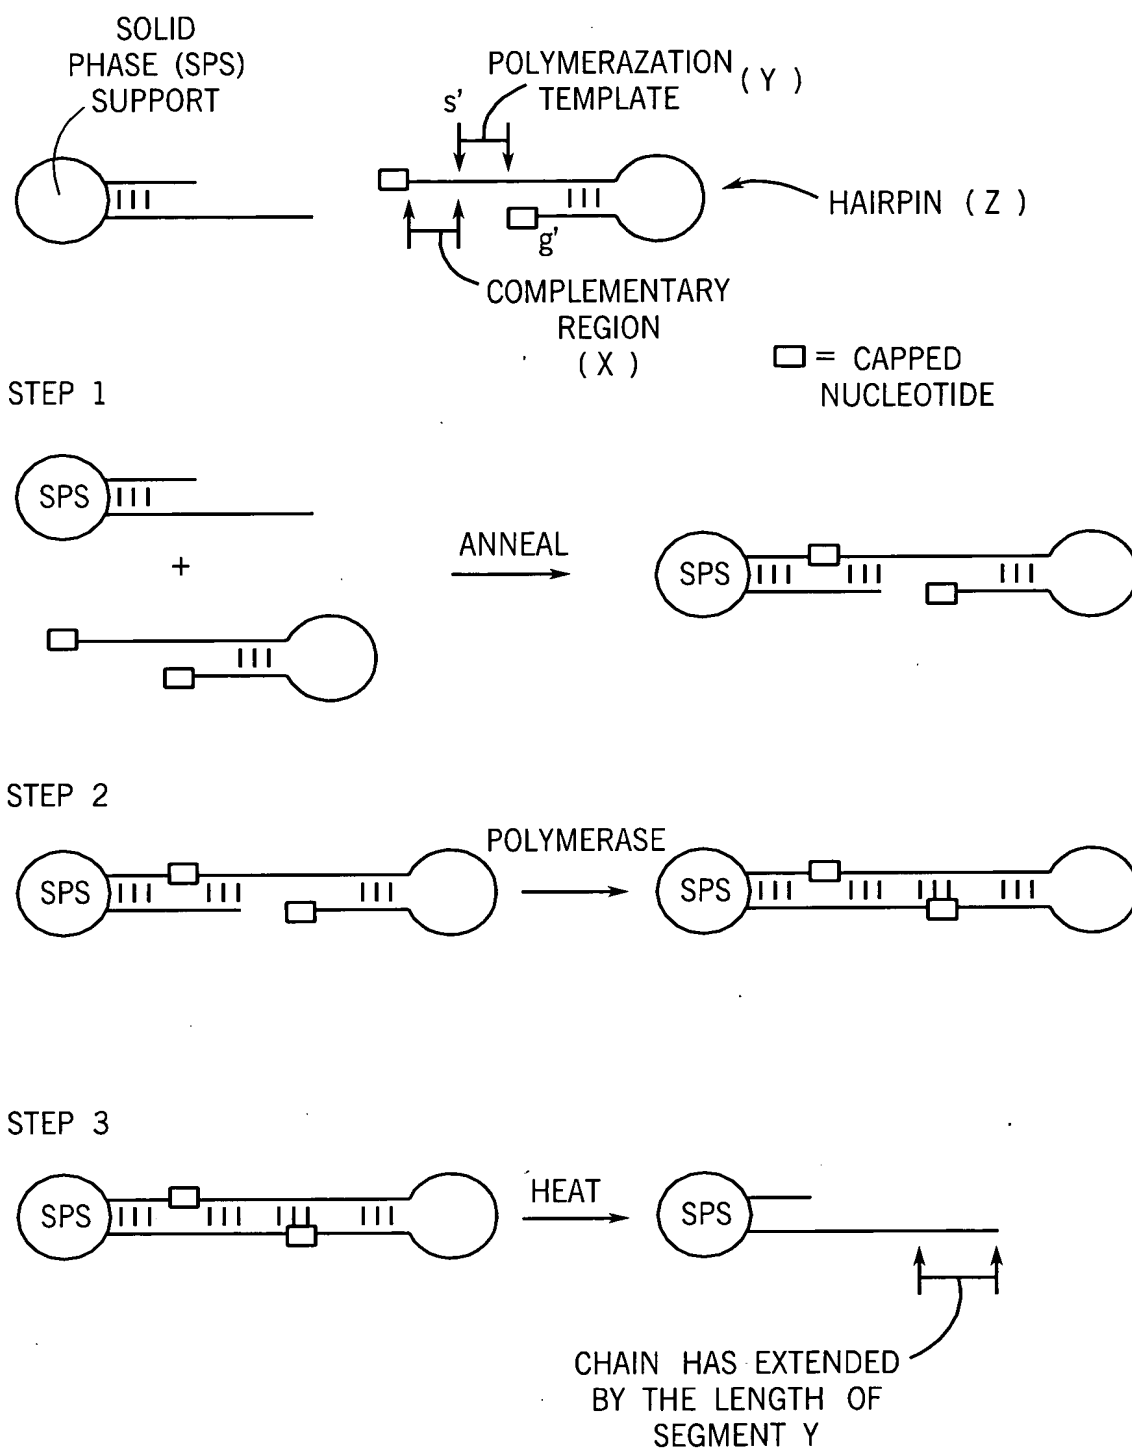 SOLID
PHASE (SPS)
SUPPORT
POLYMERAZATION
TEMPLATE
(Y)
s'
HAIRPIN (Z)
g'
COMPLEMENTARY
REGION
(X)
= CAPPED
NUCLEOTIDE
STEP 1
SPS
+
ANNEAL
SPS
STEP 2
SPS
POLYMERASE
SPS
STEP 3
SPS
HEAT
SPS
CHAIN HAS EXTENDED
BY THE LENGTH OF
SEGMENT Y